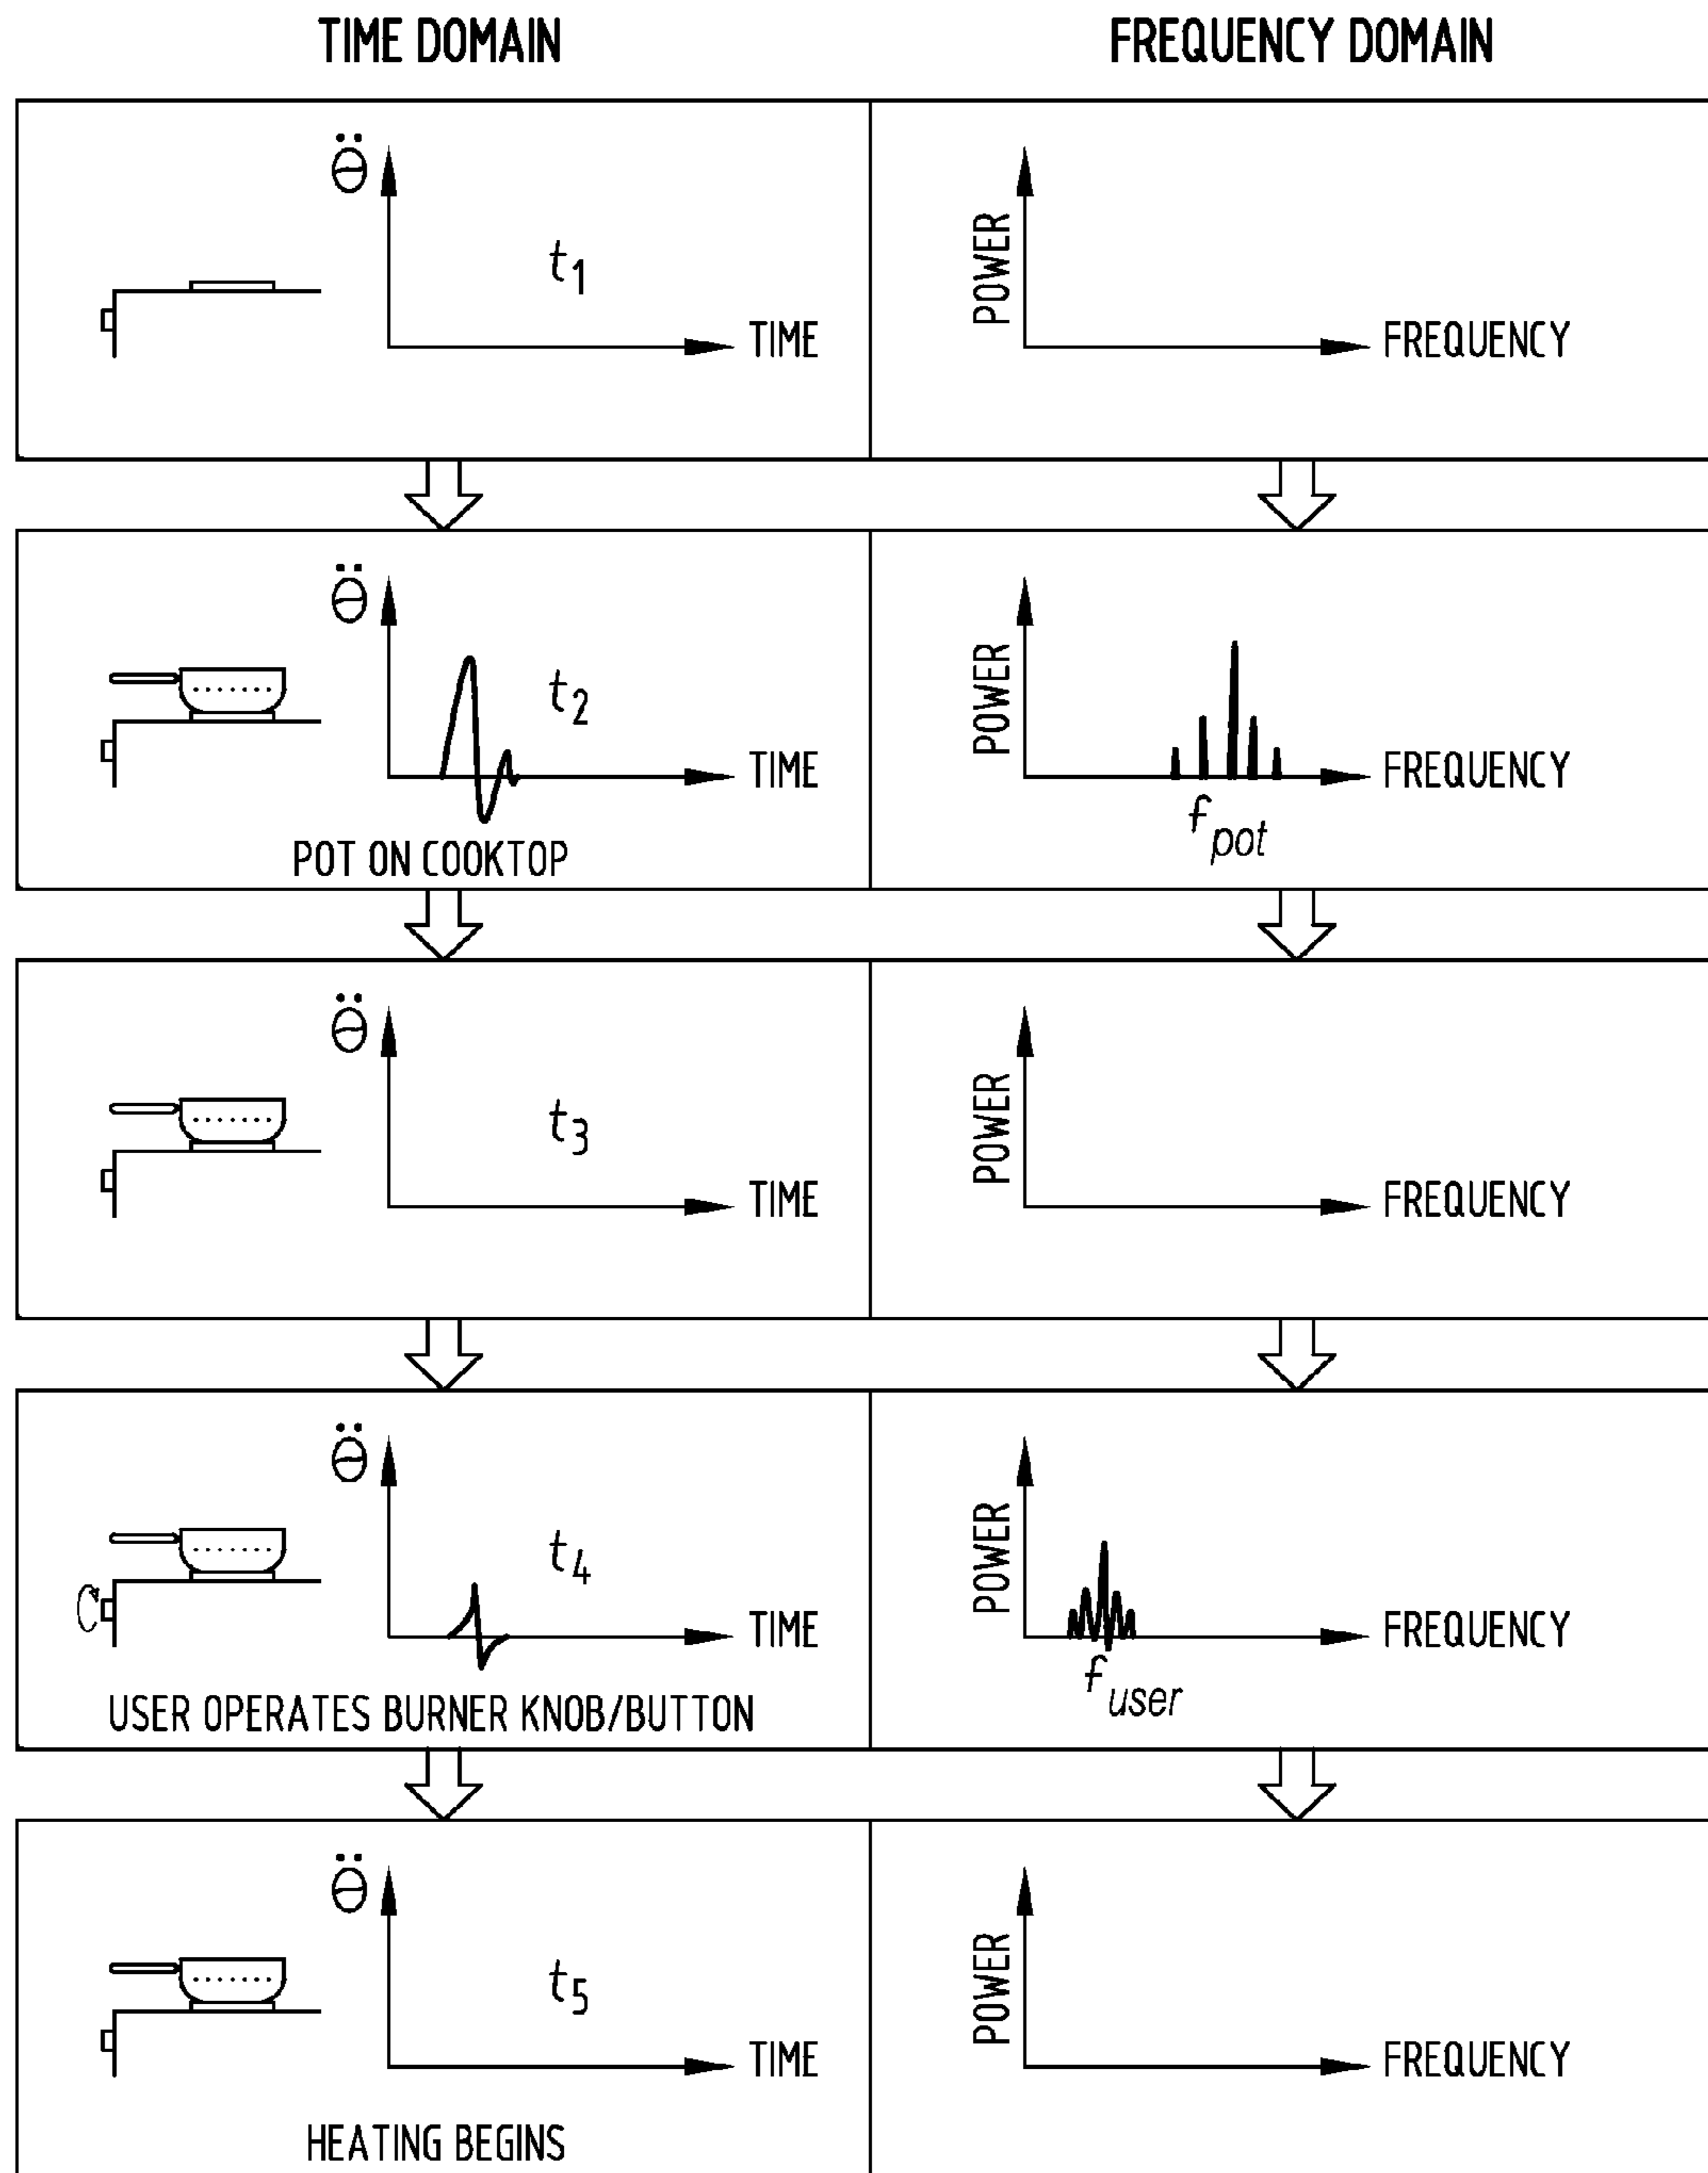 TIME DOMAIN
FREQUENCY DOMAIN
Θ̈
t1
TIME
POWER
FREQUENCY
Θ̈
t2
TIME
POT ON COOKTOP
POWER
FREQUENCY
fpot
Θ̈
t3
TIME
POWER
FREQUENCY
Θ̈
t4
TIME
USER OPERATES BURNER KNOB/BUTTON
POWER
FREQUENCY
fuser
Θ̈
t5
TIME
HEATING BEGINS
POWER
FREQUENCY